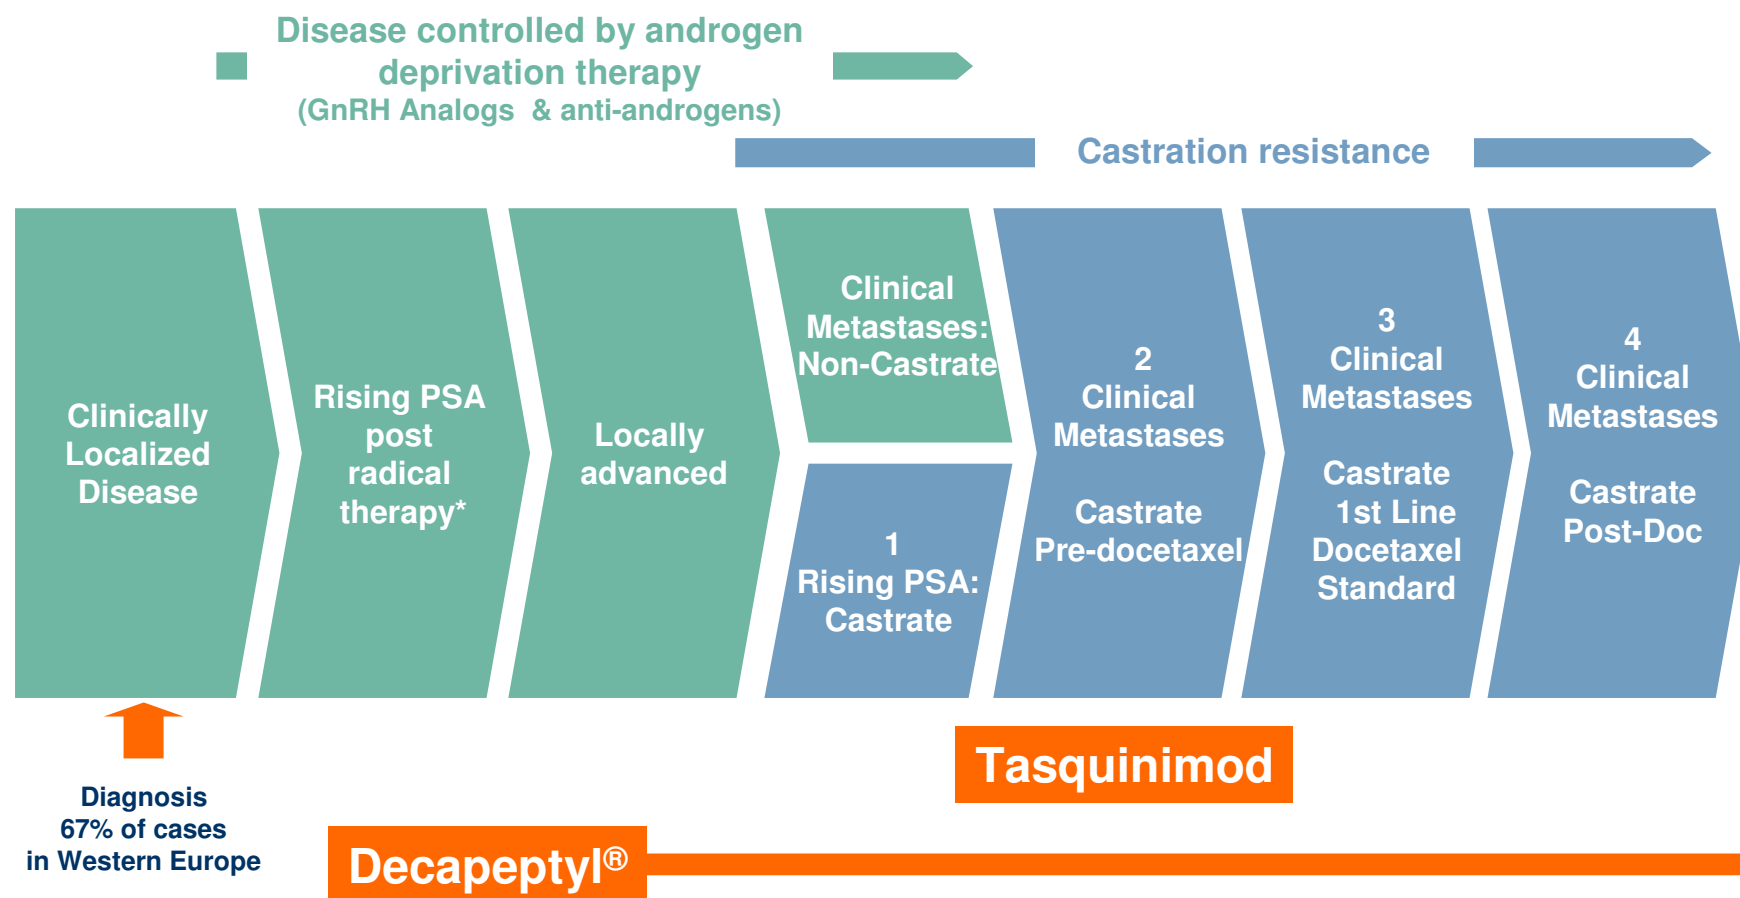 Disease controlled by androgen
deprivation therapy
(GnRH Analogs & anti-androgens)
Castration resistance
Clinically
Localized
Disease
Rising PSA
post
radical
therapy*
Locally
advanced
Clinical
Metastases:
Non-Castrate
1
Rising PSA:
Castrate
2
Clinical
Metastases
Castrate
Pre-docetaxel
3
Clinical
Metastases
Castrate
1st Line
Docetaxel
Standard
4
Clinical
Metastases
Castrate
Post-Doc
Diagnosis
67% of cases
in Western Europe
Tasquinimod
Decapeptyl®